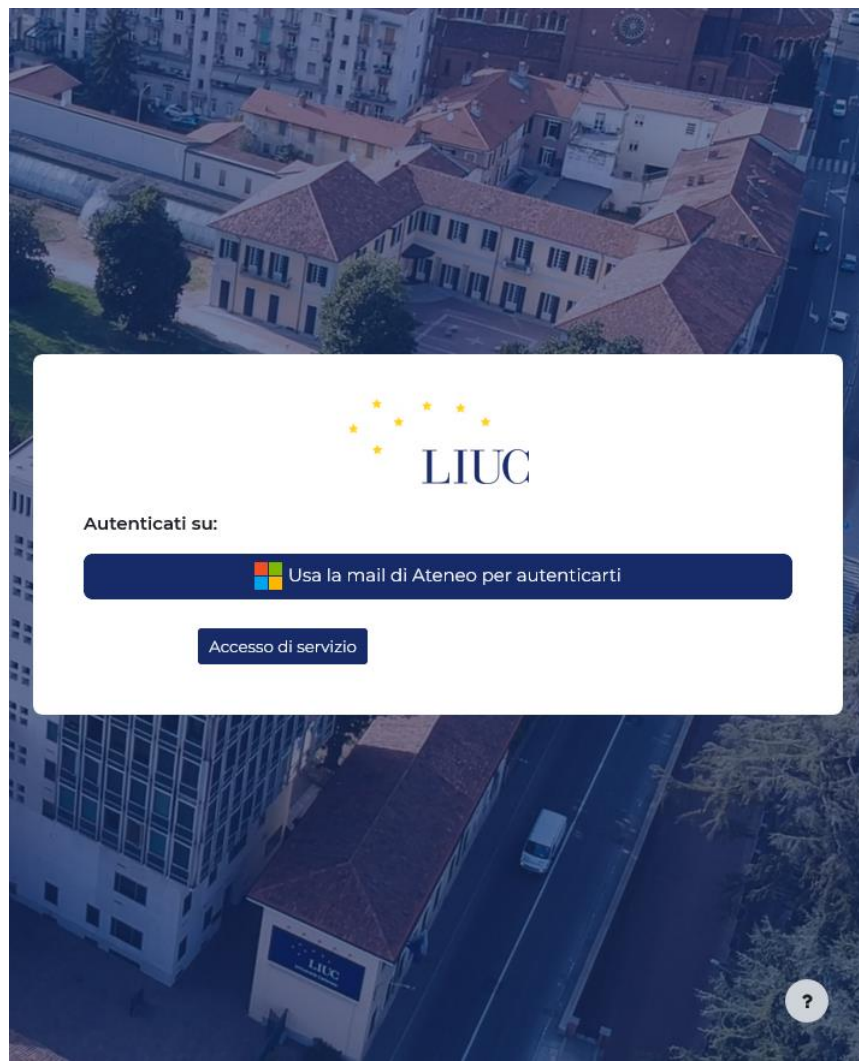 LIUC
Autenticati su:
Usa la mail di Ateneo per autenticarti
Accesso di servizio
LIUC
?